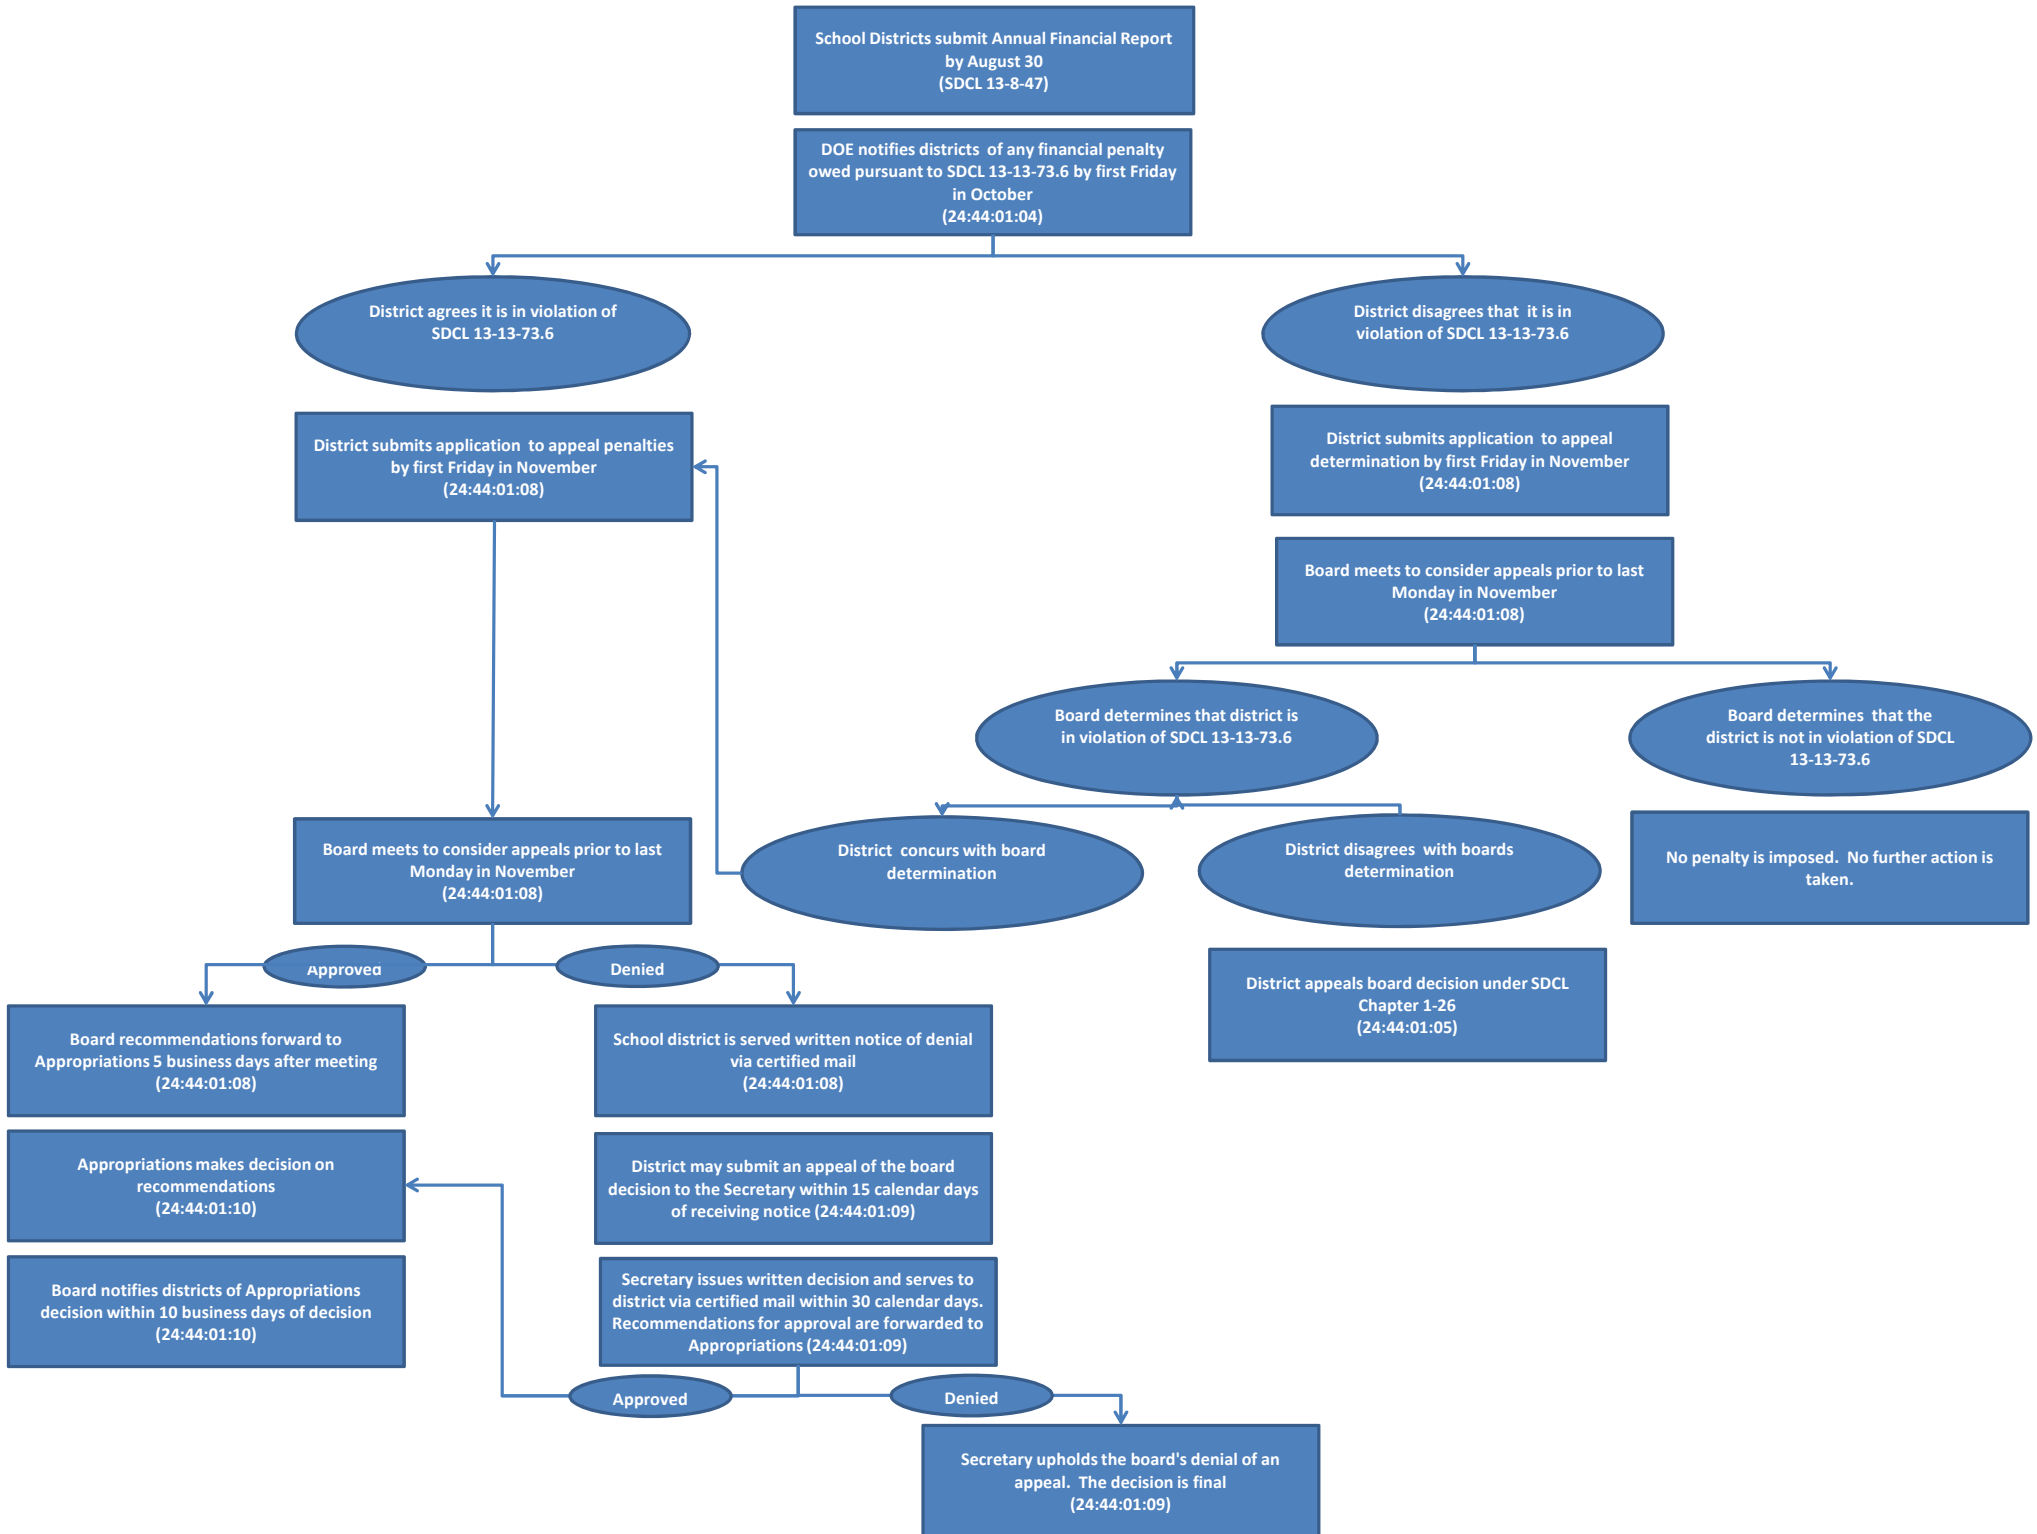 School Districts submit Annual Financial Report
by August 30
(SDCL 13-8-47)
DOE notifies districts of any financial penalty
owed pursuant to SDCL 13-13-73.6 by first Friday
in October
(24:44:01:04)
District agrees it is in violation of
SDCL 13-13-73.6
District disagrees that it is in
violation of SDCL 13-13-73.6
District submits application to appeal penalties
by first Friday in November
(24:44:01:08)
District submits application to appeal
determination by first Friday in November
(24:44:01:08)
Board meets to consider appeals prior to last
Monday in November
(24:44:01:08)
Board determines that district is
in violation of SDCL 13-13-73.6
Board determines that the
district is not in violation of SDCL
13-13-73.6
Board meets to consider appeals prior to last
Monday in November
(24:44:01:08)
District concurs with board
determination
District disagrees with boards
determination
No penalty is imposed. No further action is
taken.
Approved
Denied
District appeals board decision under SDCL
Chapter 1-26
(24:44:01:05)
Board recommendations forward to
Appropriations 5 business days after meeting
(24:44:01:08)
School district is served written notice of denial
via certified mail
(24:44:01:08)
Appropriations makes decision on
recommendations
(24:44:01:10)
District may submit an appeal of the board
decision to the Secretary within 15 calendar days
of receiving notice (24:44:01:09)
Board notifies districts of Appropriations
decision within 10 business days of decision
(24:44:01:10)
Secretary issues written decision and serves to
district via certified mail within 30 calendar days.
Recommendations for approval are forwarded to
Appropriations (24:44:01:09)
Approved
Denied
Secretary upholds the board's denial of an
appeal. The decision is final
(24:44:01:09)